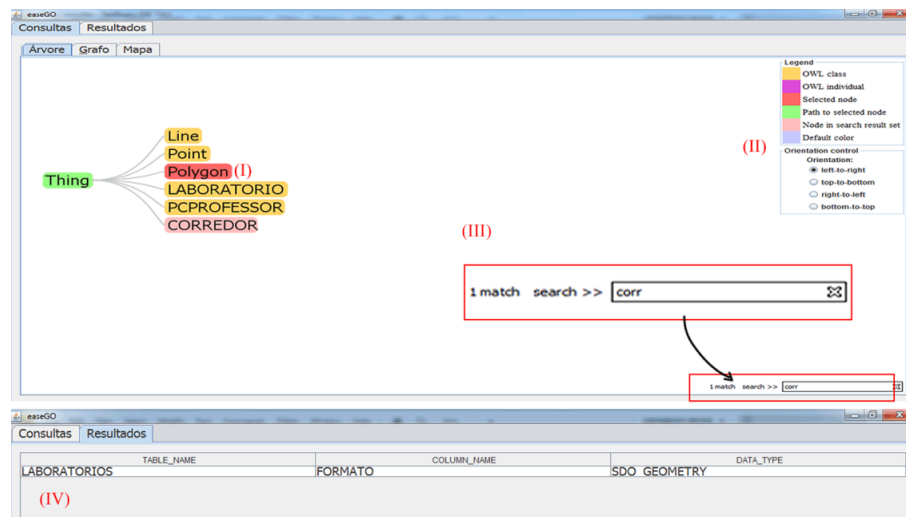 easeGO
Consultas Resultados
Árvore Grafo Mapa
Legend
OWL class
OWL individual
Selected node
Path to selected node
Node in search result set
Default color
(II)
Orientation control
Orientation:
left-to-right
top-to-bottom
right-to-left
bottom-to-top
Line
Point
Polygon (I)
Thing
LABORATORIO
PCPROFESSOR
CORREDOR
(III)
1 match search >> corr
1 match search >> corr
easeGO
Consultas Resultados
TABLE_NAME COLUMN_NAME DATA_TYPE
LABORATORIOS FORMATO SDO_GEOMETRY
(IV)